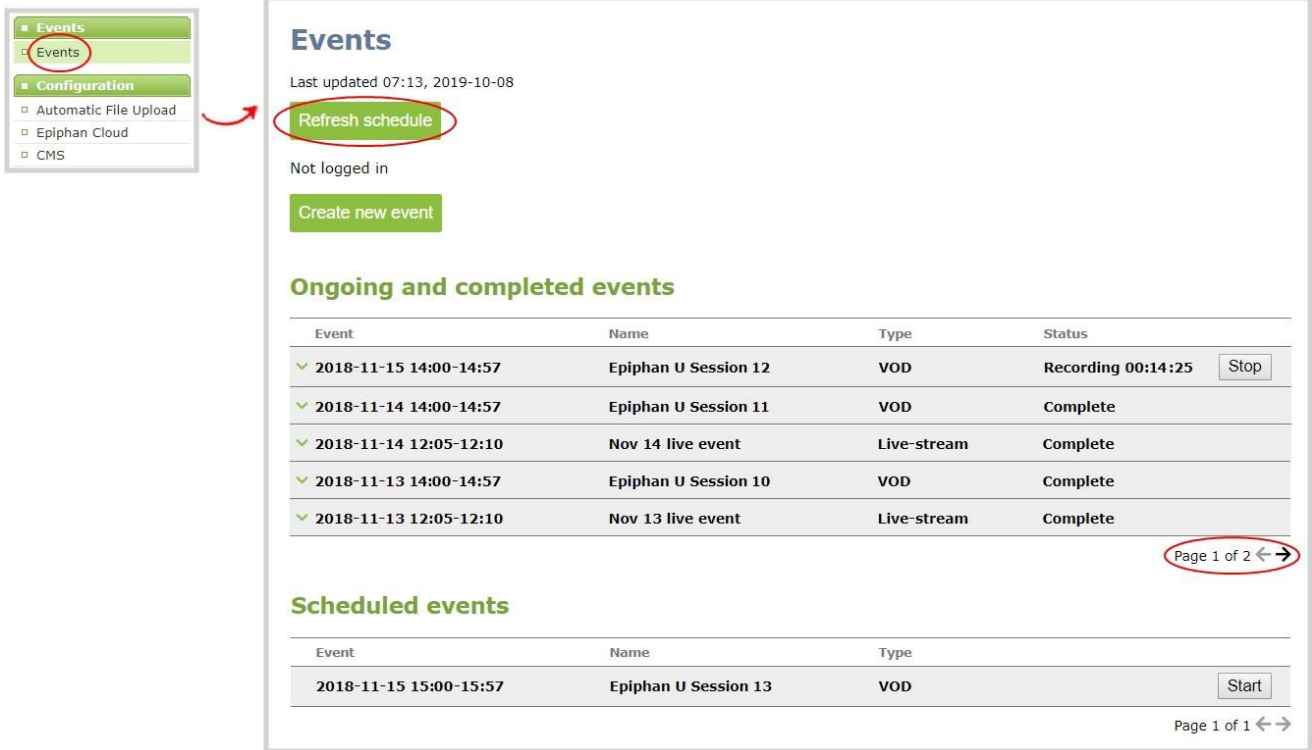 Events
Events
Configuration
Automatic File Upload
Epiphan Cloud
CMS
Events
Last updated 07:13, 2019-10-08
Refresh schedule
Not logged in
Create new event
Ongoing and completed events
Event Name Type Status
2018-11-15 14:00-14:57 Epiphan U Session 12 VOD Recording 00:14:25 Stop
2018-11-14 14:00-14:57 Epiphan U Session 11 VOD Complete
2018-11-14 12:05-12:10 Nov 14 live event Live-stream Complete
2018-11-13 14:00-14:57 Epiphan U Session 10 VOD Complete
2018-11-13 12:05-12:10 Nov 13 live event Live-stream Complete
Page 1 of 2 ← →
Scheduled events
Event Name Type
2018-11-15 15:00-15:57 Epiphan U Session 13 VOD Start
Page 1 of 1 ← →